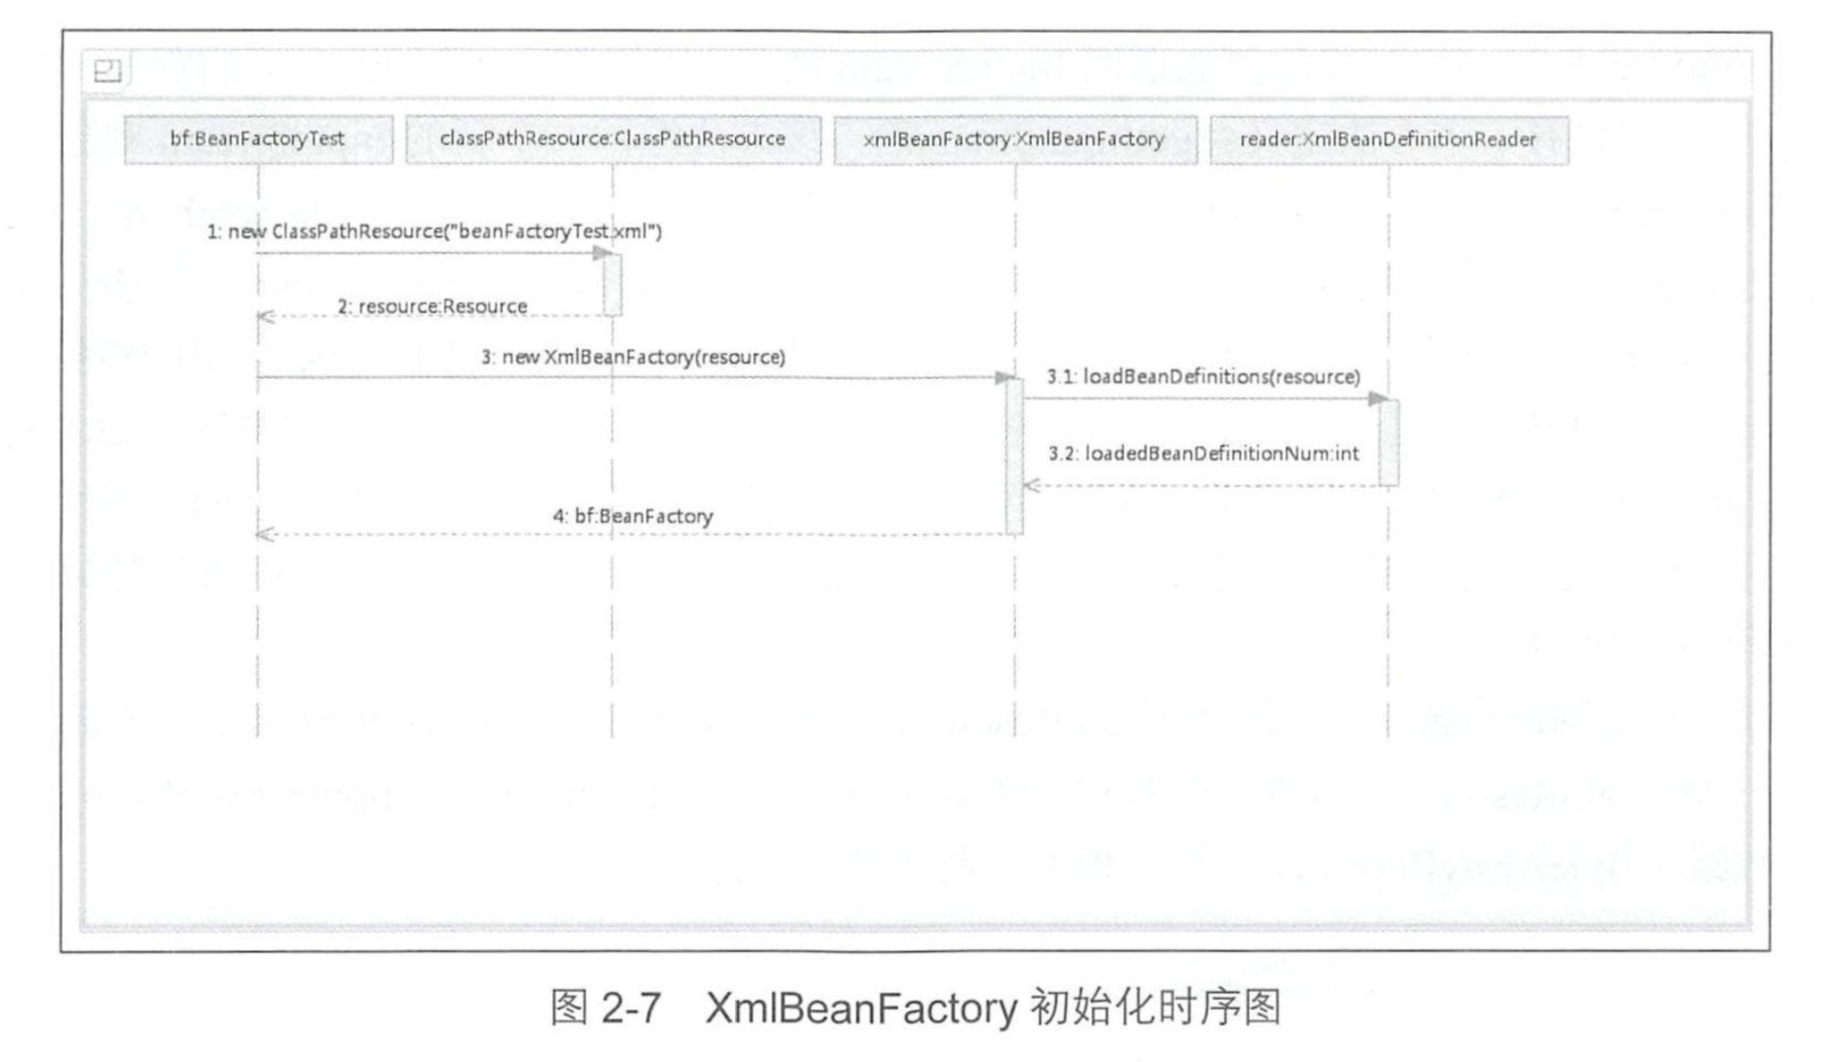 bf:BeanFactoryTest
classPathResource:ClassPathResource
xmlBeanFactory:XmlBeanFactory
reader:XmlBeanDefinitionReader
1: new ClassPathResource("beanFactoryTest.xml")
2: resource:Resource
3: new XmlBeanFactory(resource)
3.1: loadBeanDefinitions(resource)
3.2: loadedBeanDefinitionNum:int
4: bf:BeanFactory
图 2-7 XmlBeanFactory 初始化时序图